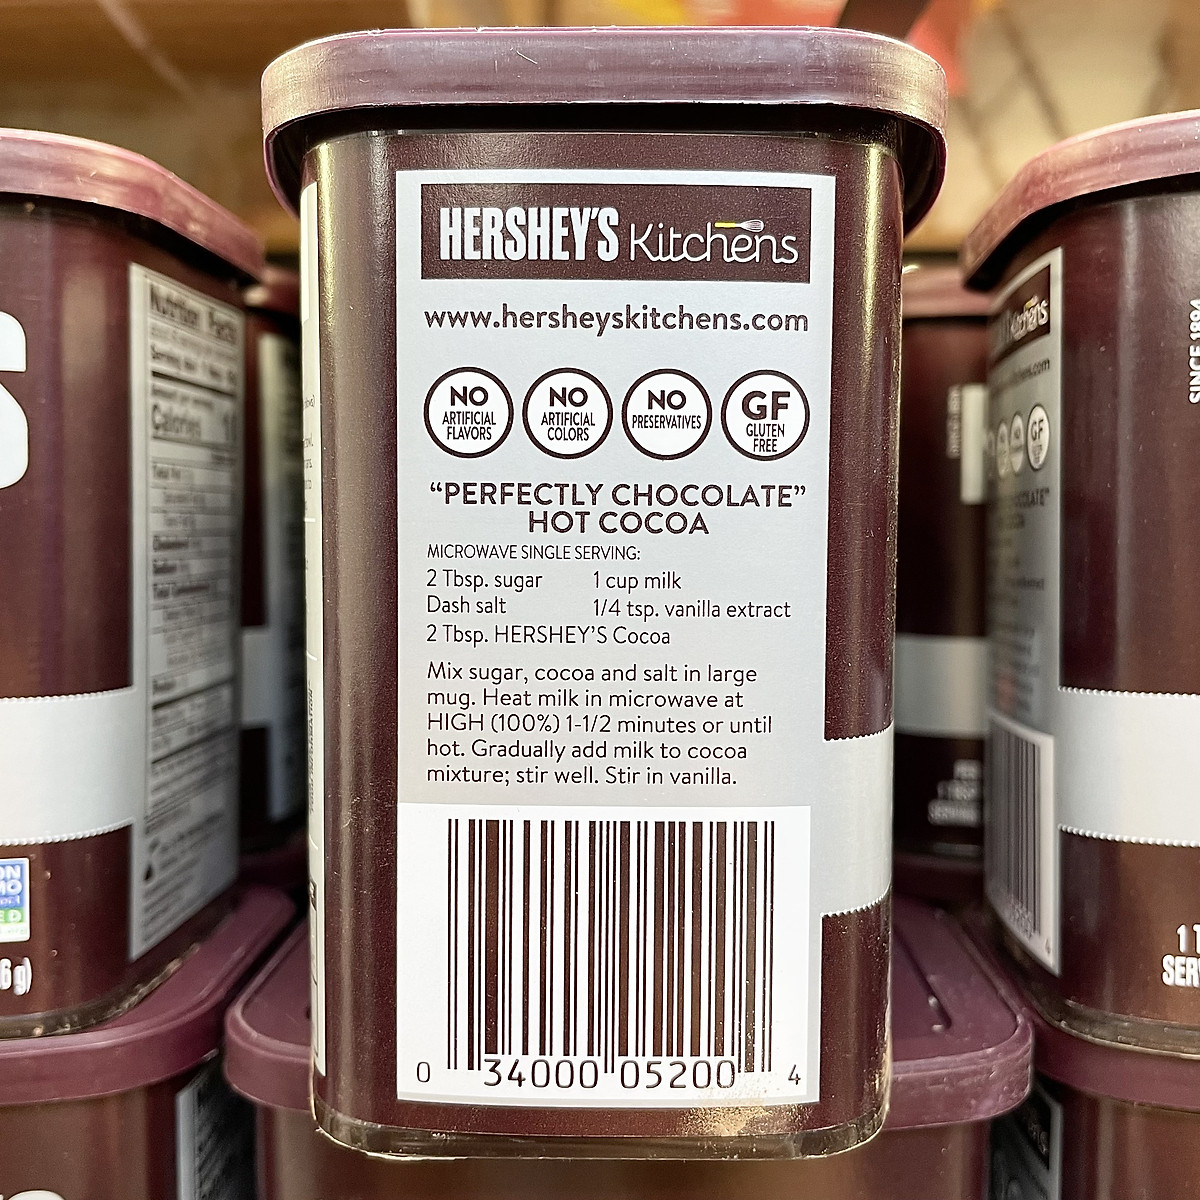 HERSHEY'S Kitchens
www.hersheyskitchens.com
NO
ARTIFICIAL
FLAVORS
NO
ARTIFICIAL
COLORS
NO
PRESERVATIVES
GF
GLUTEN
FREE
“PERFECTLY CHOCOLATE”
HOT COCOA
MICROWAVE SINGLE SERVING:
2 Tbsp. sugar 1 cup milk
Dash salt 1/4 tsp. vanilla extract
2 Tbsp. HERSHEY'S Cocoa
Mix sugar, cocoa and salt in large
mug. Heat milk in microwave at
HIGH (100%) 1-1/2 minutes or until
hot. Gradually add milk to cocoa
mixture; stir well. Stir in vanilla.
0 34000 05200 4
Nutrition Facts
Calories
Kitchens
GF
SINCE 1894